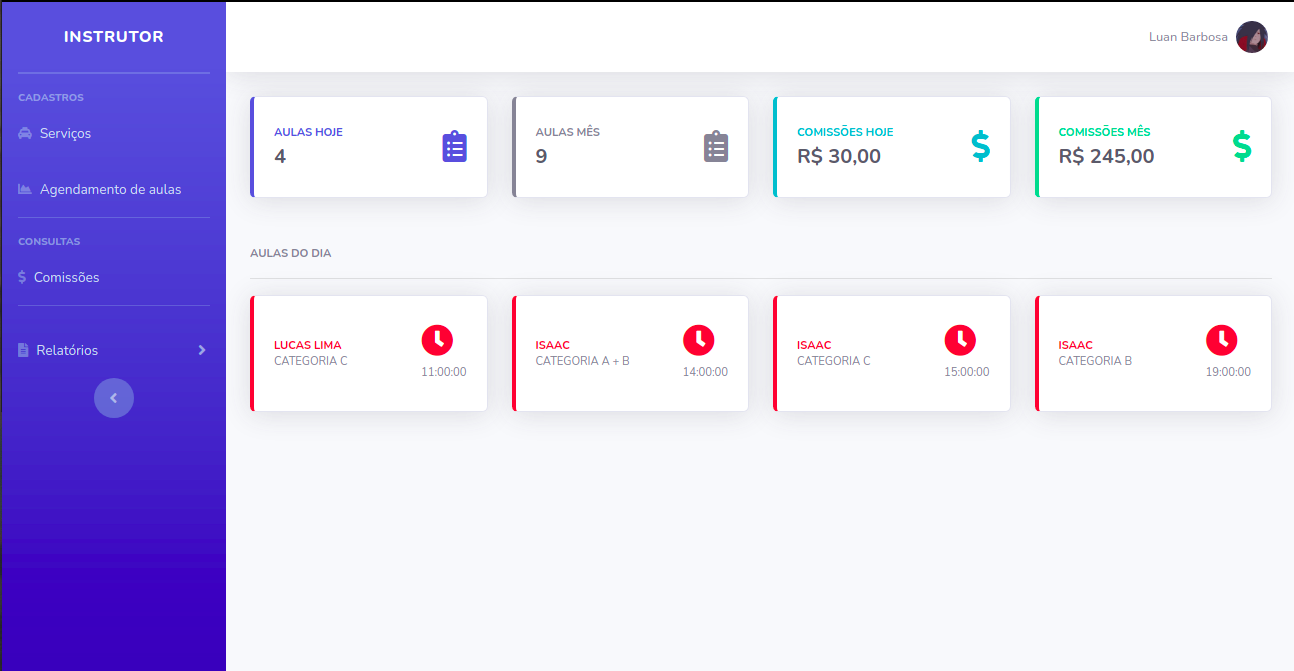 INSTRUTOR
Luan Barbosa
CADASTROS
Serviços
Agendamento de aulas
CONSULTAS
Comissões
Relatórios
AULAS HOJE
4
AULAS MÊS
9
COMISSÕES HOJE
R$ 30,00
COMISSÕES MÊS
R$ 245,00
AULAS DO DIA
LUCAS LIMA
CATEGORIA C
11:00:00
ISAAC
CATEGORIA A + B
14:00:00
ISAAC
CATEGORIA C
15:00:00
ISAAC
CATEGORIA B
19:00:00